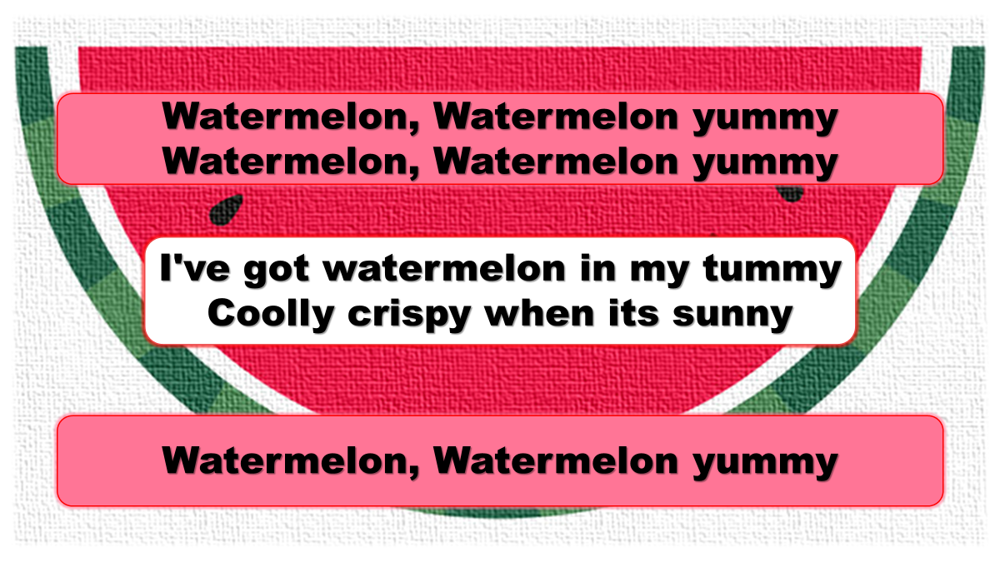 Watermelon, Watermelon yummy
Watermelon, Watermelon yummy
I've got watermelon in my tummy
Coolly crispy when its sunny
Watermelon, Watermelon yummy